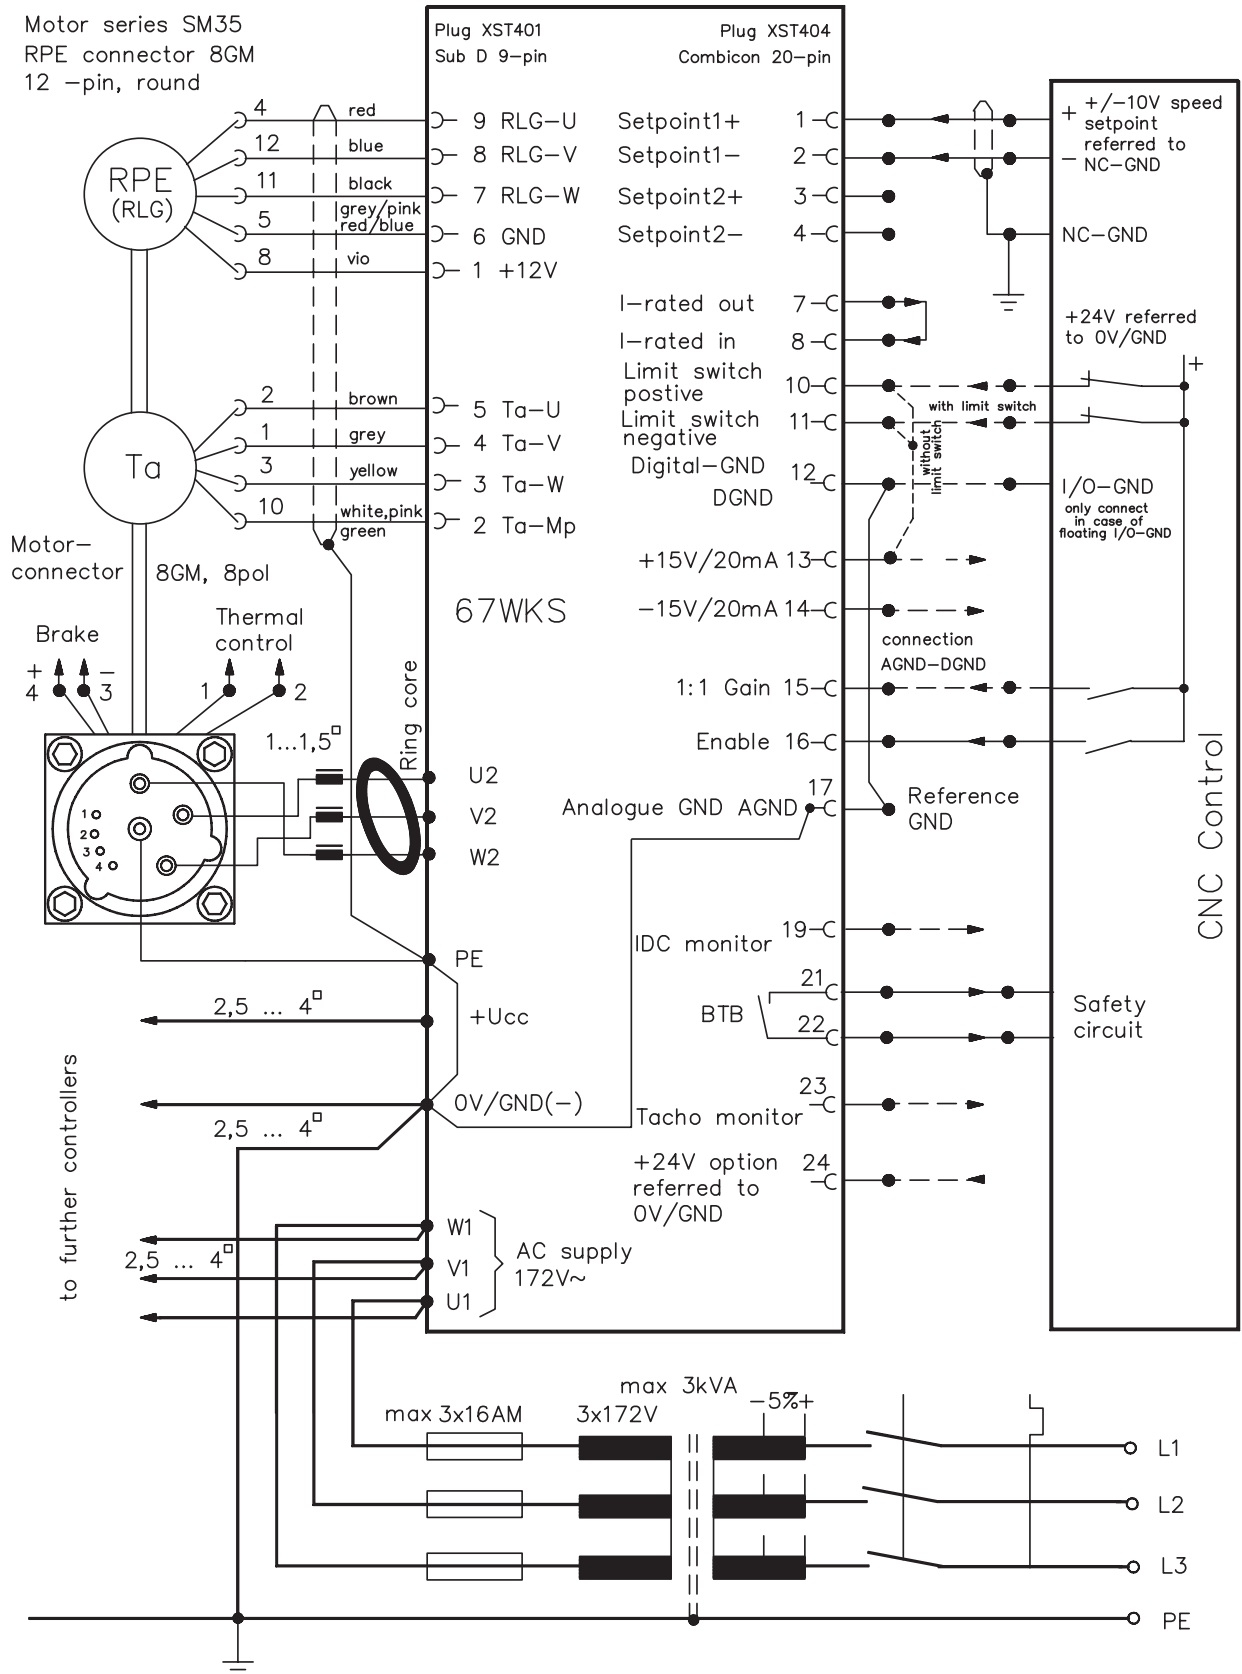 Motor series SM35
RPE connector 8GM
12 -pin, round
Plug XST401
Sub D 9-pin
Plug XST404
Combicon 20-pin
4
red
9 RLG-U
12
blue
8 RLG-V
11
black
7 RLG-W
grey/pink
5
red/blue
6 GND
8
vio
1 +12V
RPE
(RLG)
2
brown
5 Ta-U
1
grey
4 Ta-V
3
yellow
3 Ta-W
10
white,pink
green
2 Ta-Mp
Ta
Motor-
connector
8GM, 8pol
67WKS
Brake
+
4
-
3
Thermal
control
1
2
1...1,5□
Ring core
1
2
3
4
U2
V2
W2
PE
2,5 ... 4□
+Ucc
0V/GND(-)
2,5 ... 4□
to further controllers
2,5 ... 4□
W1
V1
U1
AC supply
172V~
Setpoint1+ 1
Setpoint1- 2
Setpoint2+ 3
Setpoint2- 4
I-rated out 7
I-rated in 8
Limit switch
postive
10
Limit switch
negative
11
Digital-GND
DGND
12
+15V/20mA 13
-15V/20mA 14
1:1 Gain 15
Enable 16
Analogue GND AGND
17
IDC monitor
19
BTB
21
22
Tacho monitor
23
+24V option
referred to
0V/GND
24
with limit switch
without
limit switch
connection
AGND-DGND
Reference
GND
+
-
+/-10V speed
setpoint
referred to
NC-GND
NC-GND
+24V referred
to 0V/GND
+
I/O-GND
only connect
in case of
floating I/O-GND
CNC Control
Safety
circuit
max 3x16AM
3x172V
max 3kVA
-5%+
L1
L2
L3
PE